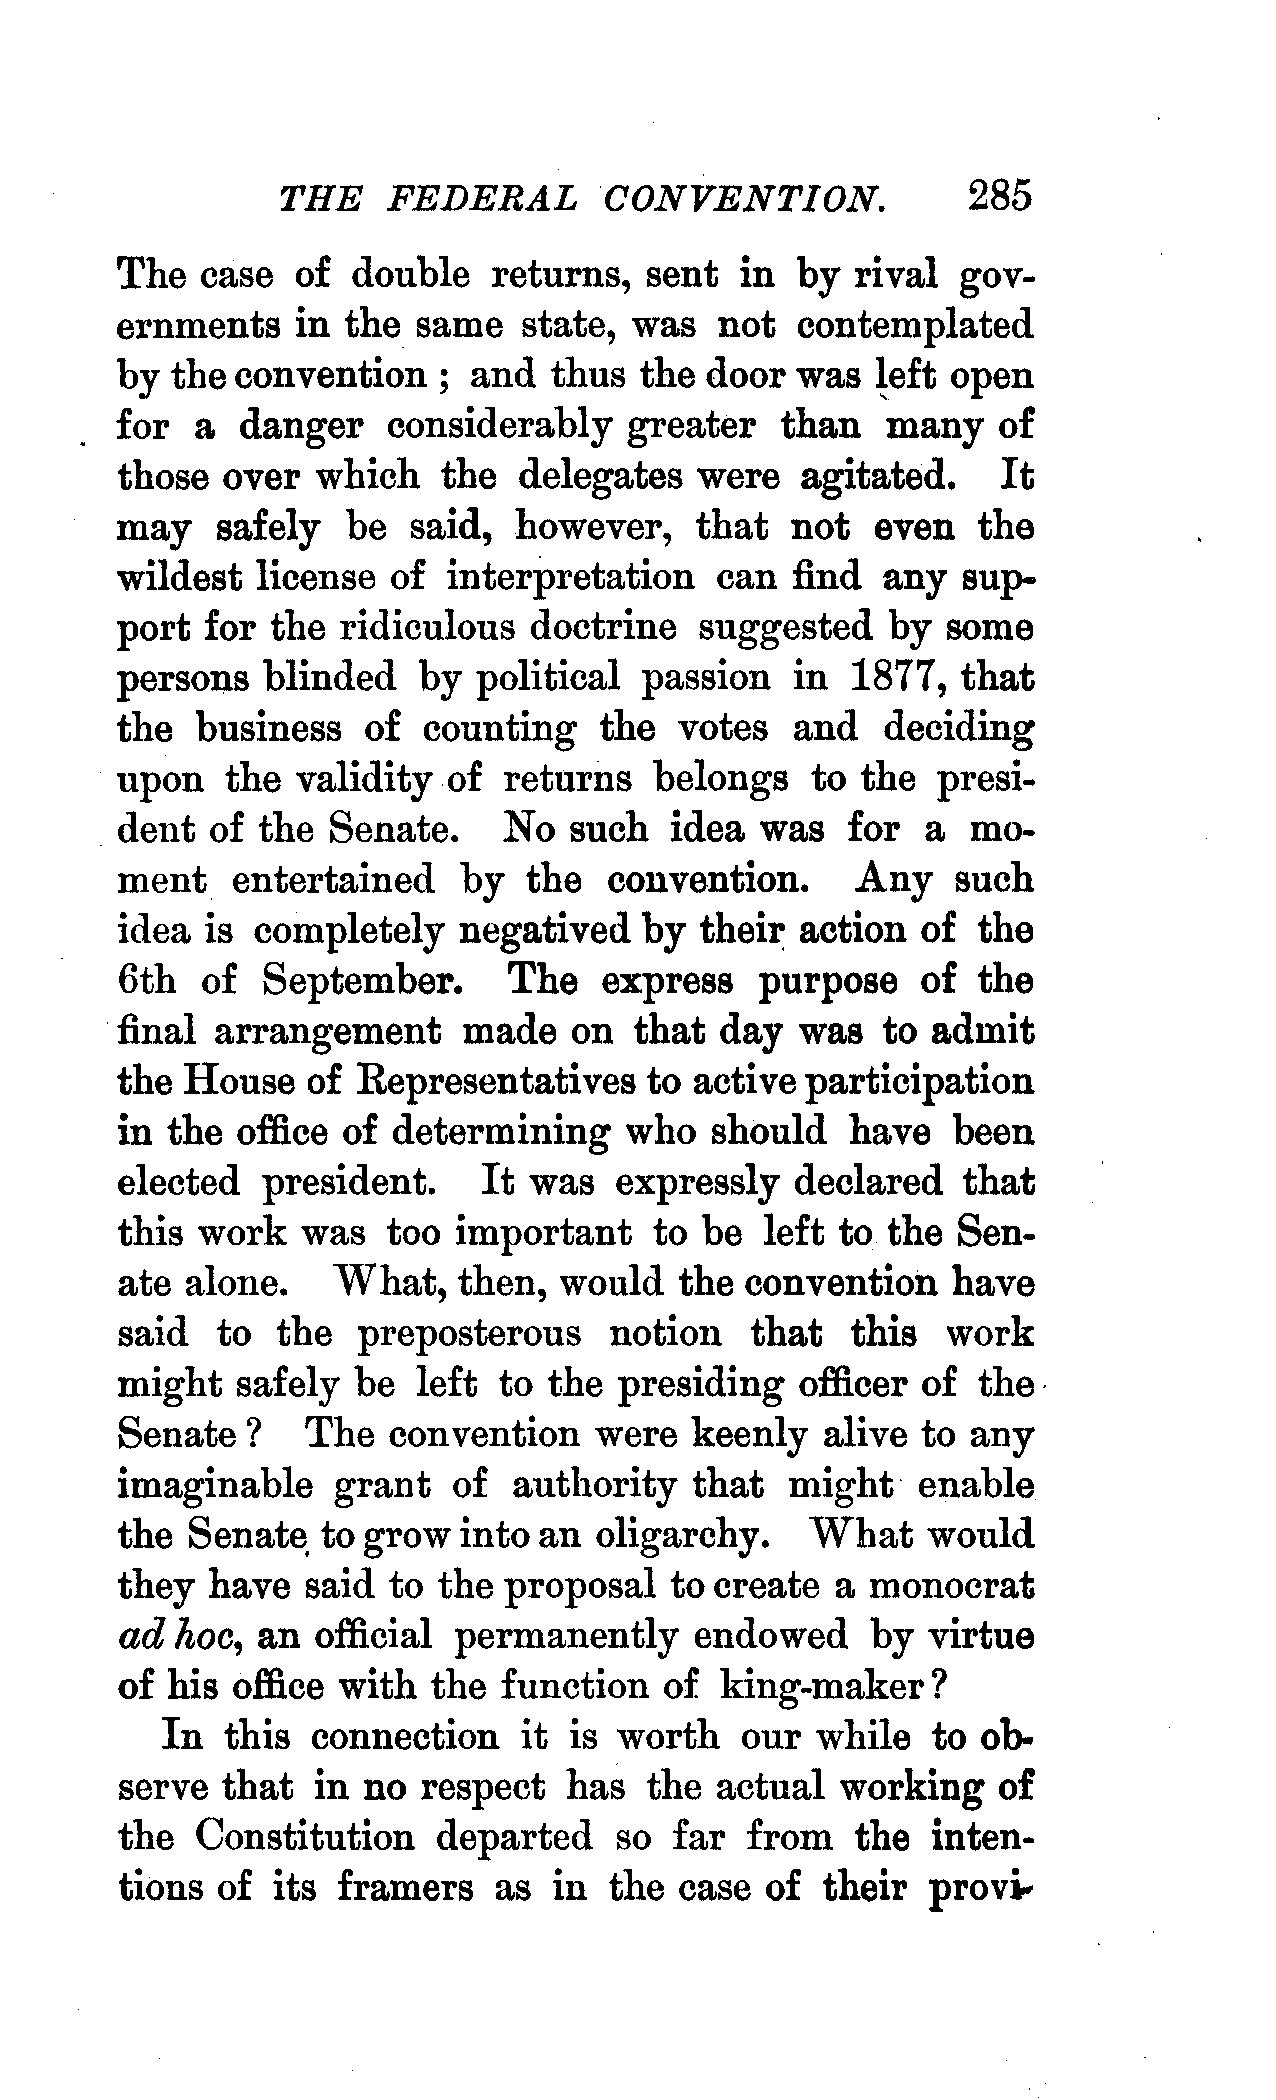 THE FEDERAL CONVENTION. 285
The case of double returns, sent in by rival gov-
ernments in the same state, was not contemplated
by the convention ; and thus the door was left open
for a danger considerably greater than many of
those over which the delegates were agitated. It
may safely be said, however, that not even the
wildest license of interpretation can find any sup-
port for the ridiculous doctrine suggested by some
persons blinded by political passion in 1877, that
the business of counting the votes and deciding
upon the validity of returns belongs to the presi-
dent of the Senate. No such idea was for a mo-
ment entertained by the convention. Any such
idea is completely negatived by their action of the
6th of September. The express purpose of the
final arrangement made on that day was to admit
the House of Representatives to active participation
in the office of determining who should have been
elected president. It was expressly declared that
this work was too important to be left to the Sen-
ate alone. What, then, would the convention have
said to the preposterous notion that this work
might safely be left to the presiding officer of the
Senate ? The convention were keenly alive to any
imaginable grant of authority that might enable
the Senate to grow into an oligarchy. What would
they have said to the proposal to create a monocrat
ad hoc, an official permanently endowed by virtue
of his office with the function of king-maker ?
In this connection it is worth our while to ob-
serve that in no respect has the actual working of
the Constitution departed so far from the inten-
tions of its framers as in the case of their provi-